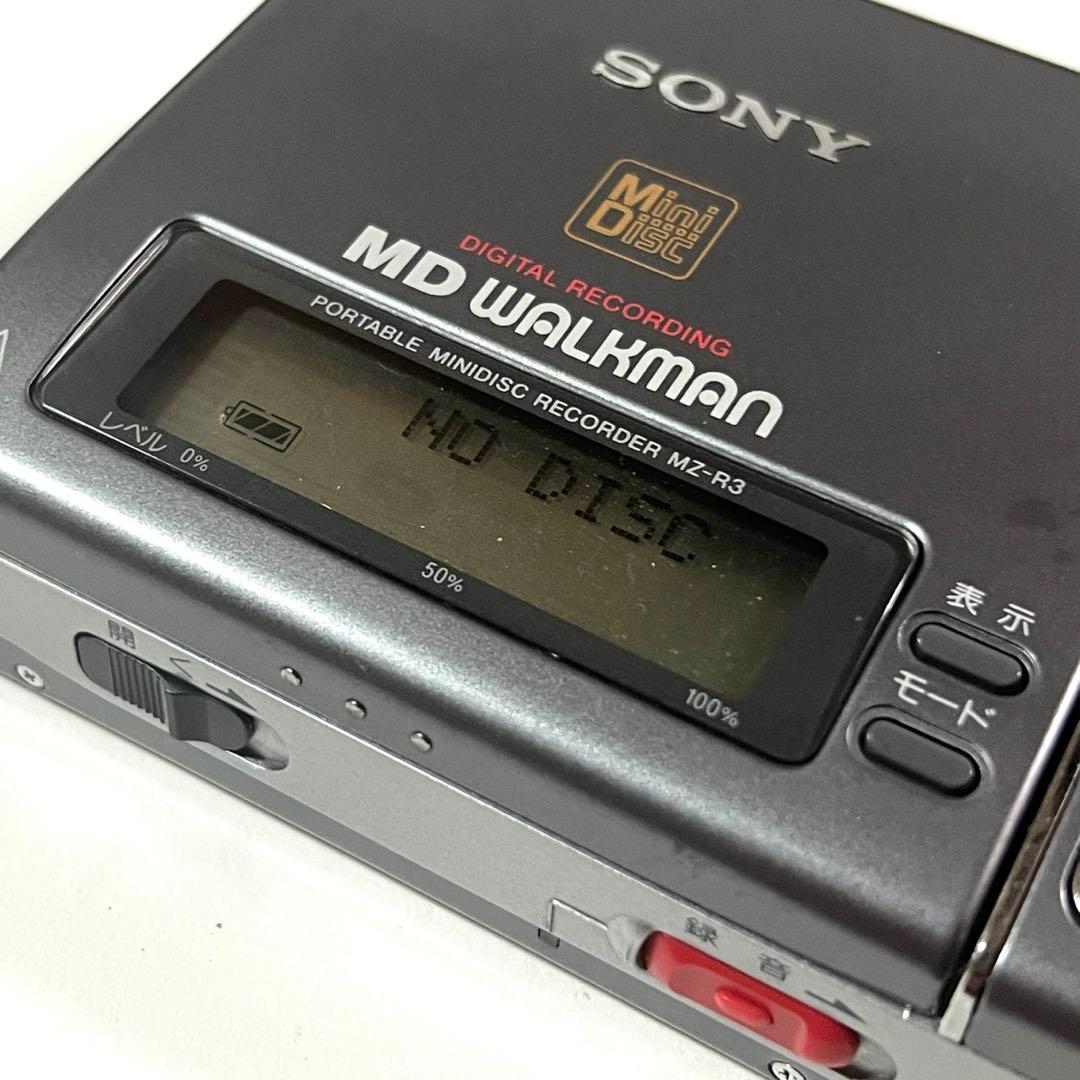 SONY
Mini
Disc
DIGITAL RECORDING
MD WALKMAN
PORTABLE MINIDISC RECORDER MZ-R3
NO DISC
レベル 0%
50%
100%
表示
モード
開
録音